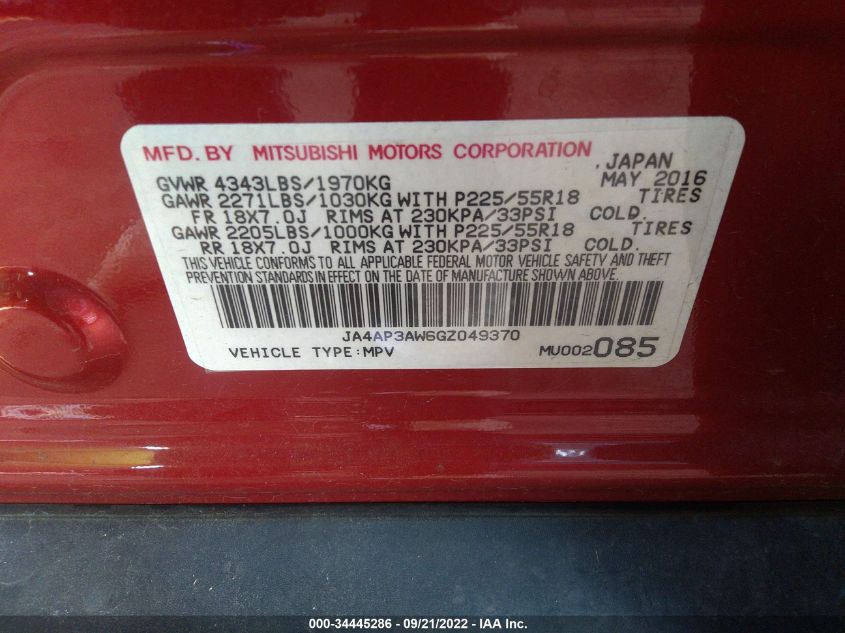 MFD. BY MITSUBISHI MOTORS CORPORATION
. JAPAN
GVWR 4343LBS/1970KG MAY 2016
GAWR 2271LBS/1030KG WITH P225/55R18 TIRES
FR 18X7.0J RIMS AT 230KPA/33PSI COLD.
GAWR 2205LBS/1000KG WITH P225/55R18 TIRES
RR 18X7.0J RIMS AT 230KPA/33PSI COLD.
THIS VEHICLE CONFORMS TO ALL APPLICABLE FEDERAL MOTOR VEHICLE SAFETY AND THEFT
PREVENTION STANDARDS IN EFFECT ON THE DATE OF MANUFACTURE SHOWN ABOVE.
JA4AP3AW6GZ049370
VEHICLE TYPE:MPV MU002085
000-34445286 - 09/21/2022 - IAA Inc.